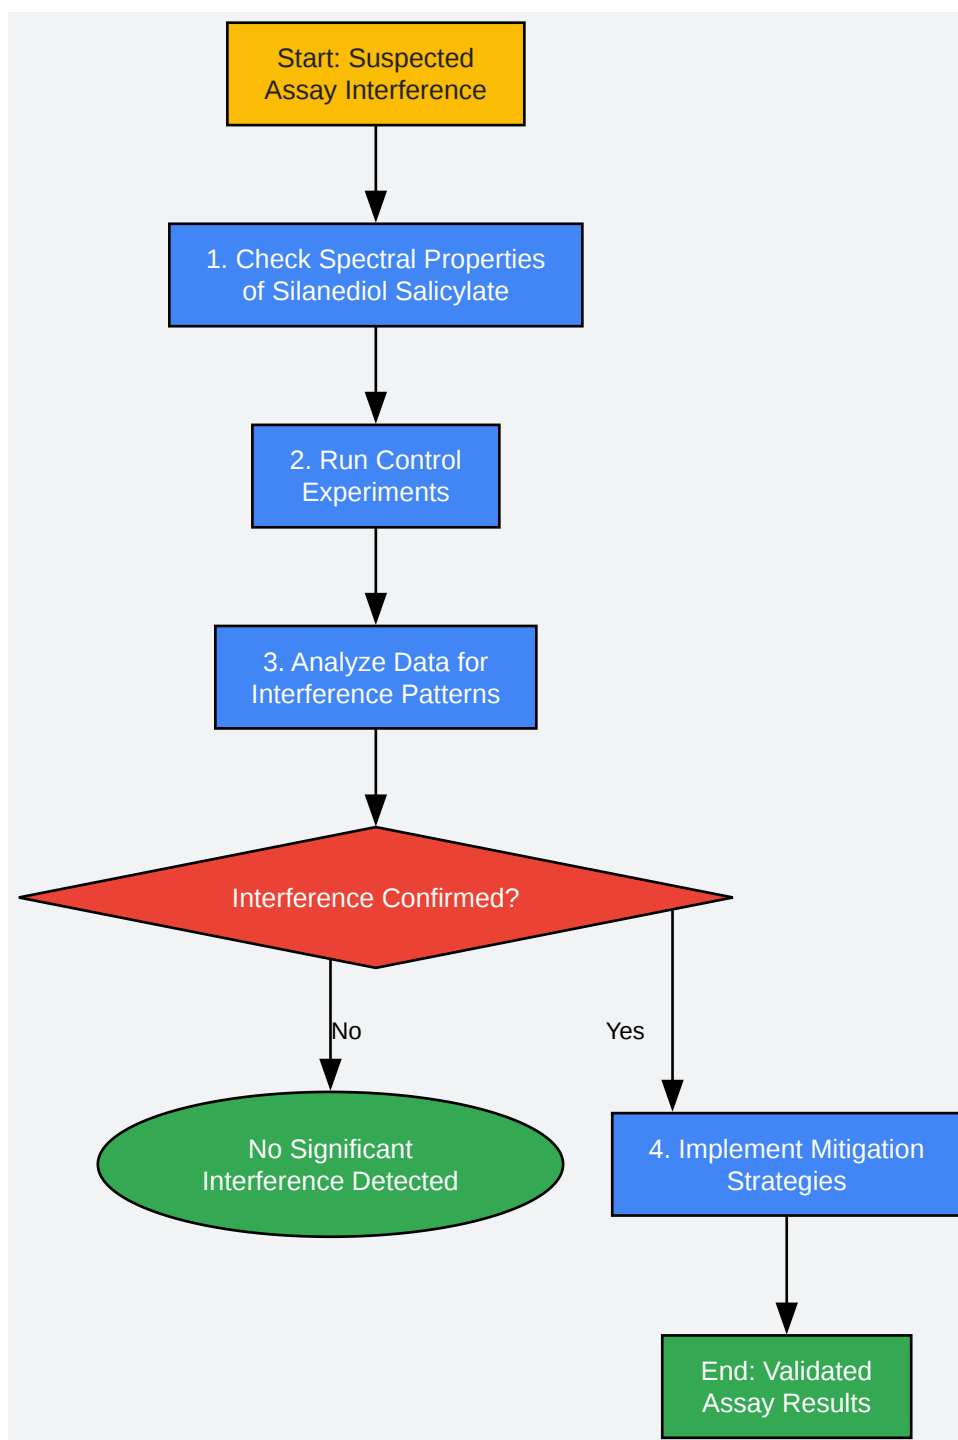 Start: Suspected
Assay Interference
1. Check Spectral Properties
of Silanediol Salicylate
2. Run Control
Experiments
3. Analyze Data for
Interference Patterns
Interference Confirmed?
No
Yes
No Significant
Interference Detected
4. Implement Mitigation
Strategies
End: Validated
Assay Results